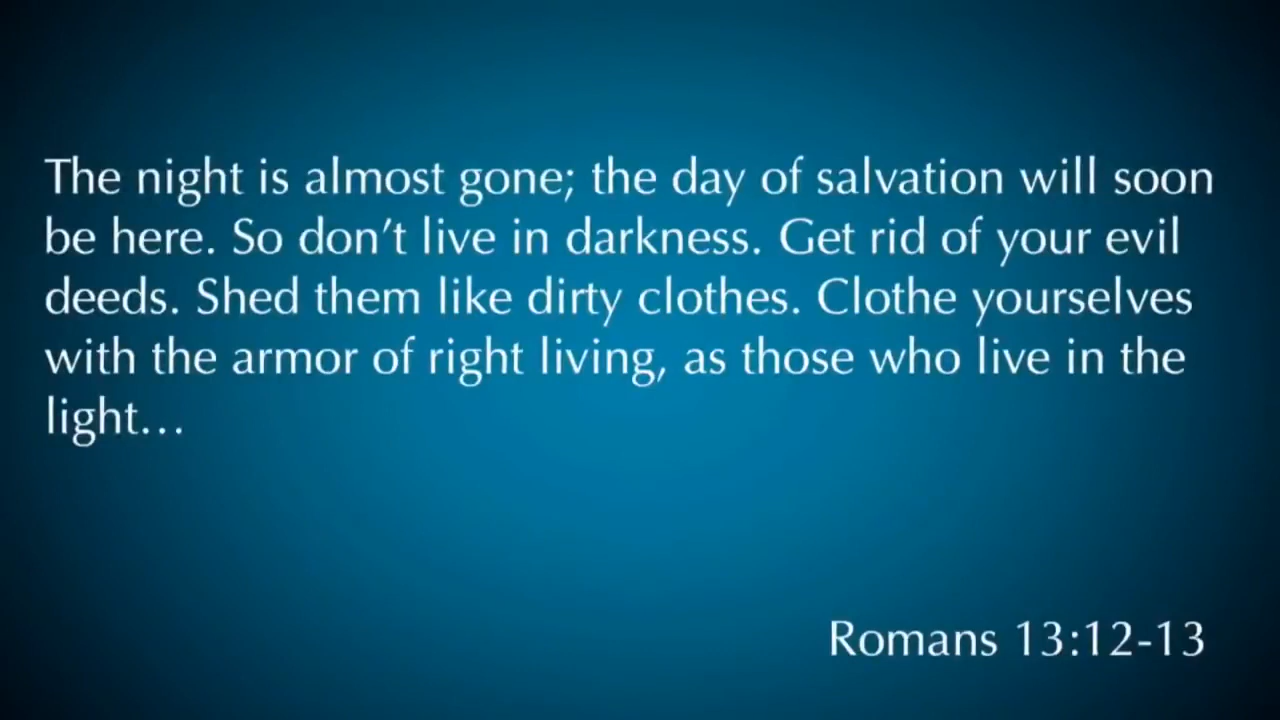 The night is almost gone; the day of salvation will soon
be here. So don’t live in darkness. Get rid of your evil
deeds. Shed them like dirty clothes. Clothe yourselves
with the armor of right living, as those who live in the
light…
Romans 13:12-13